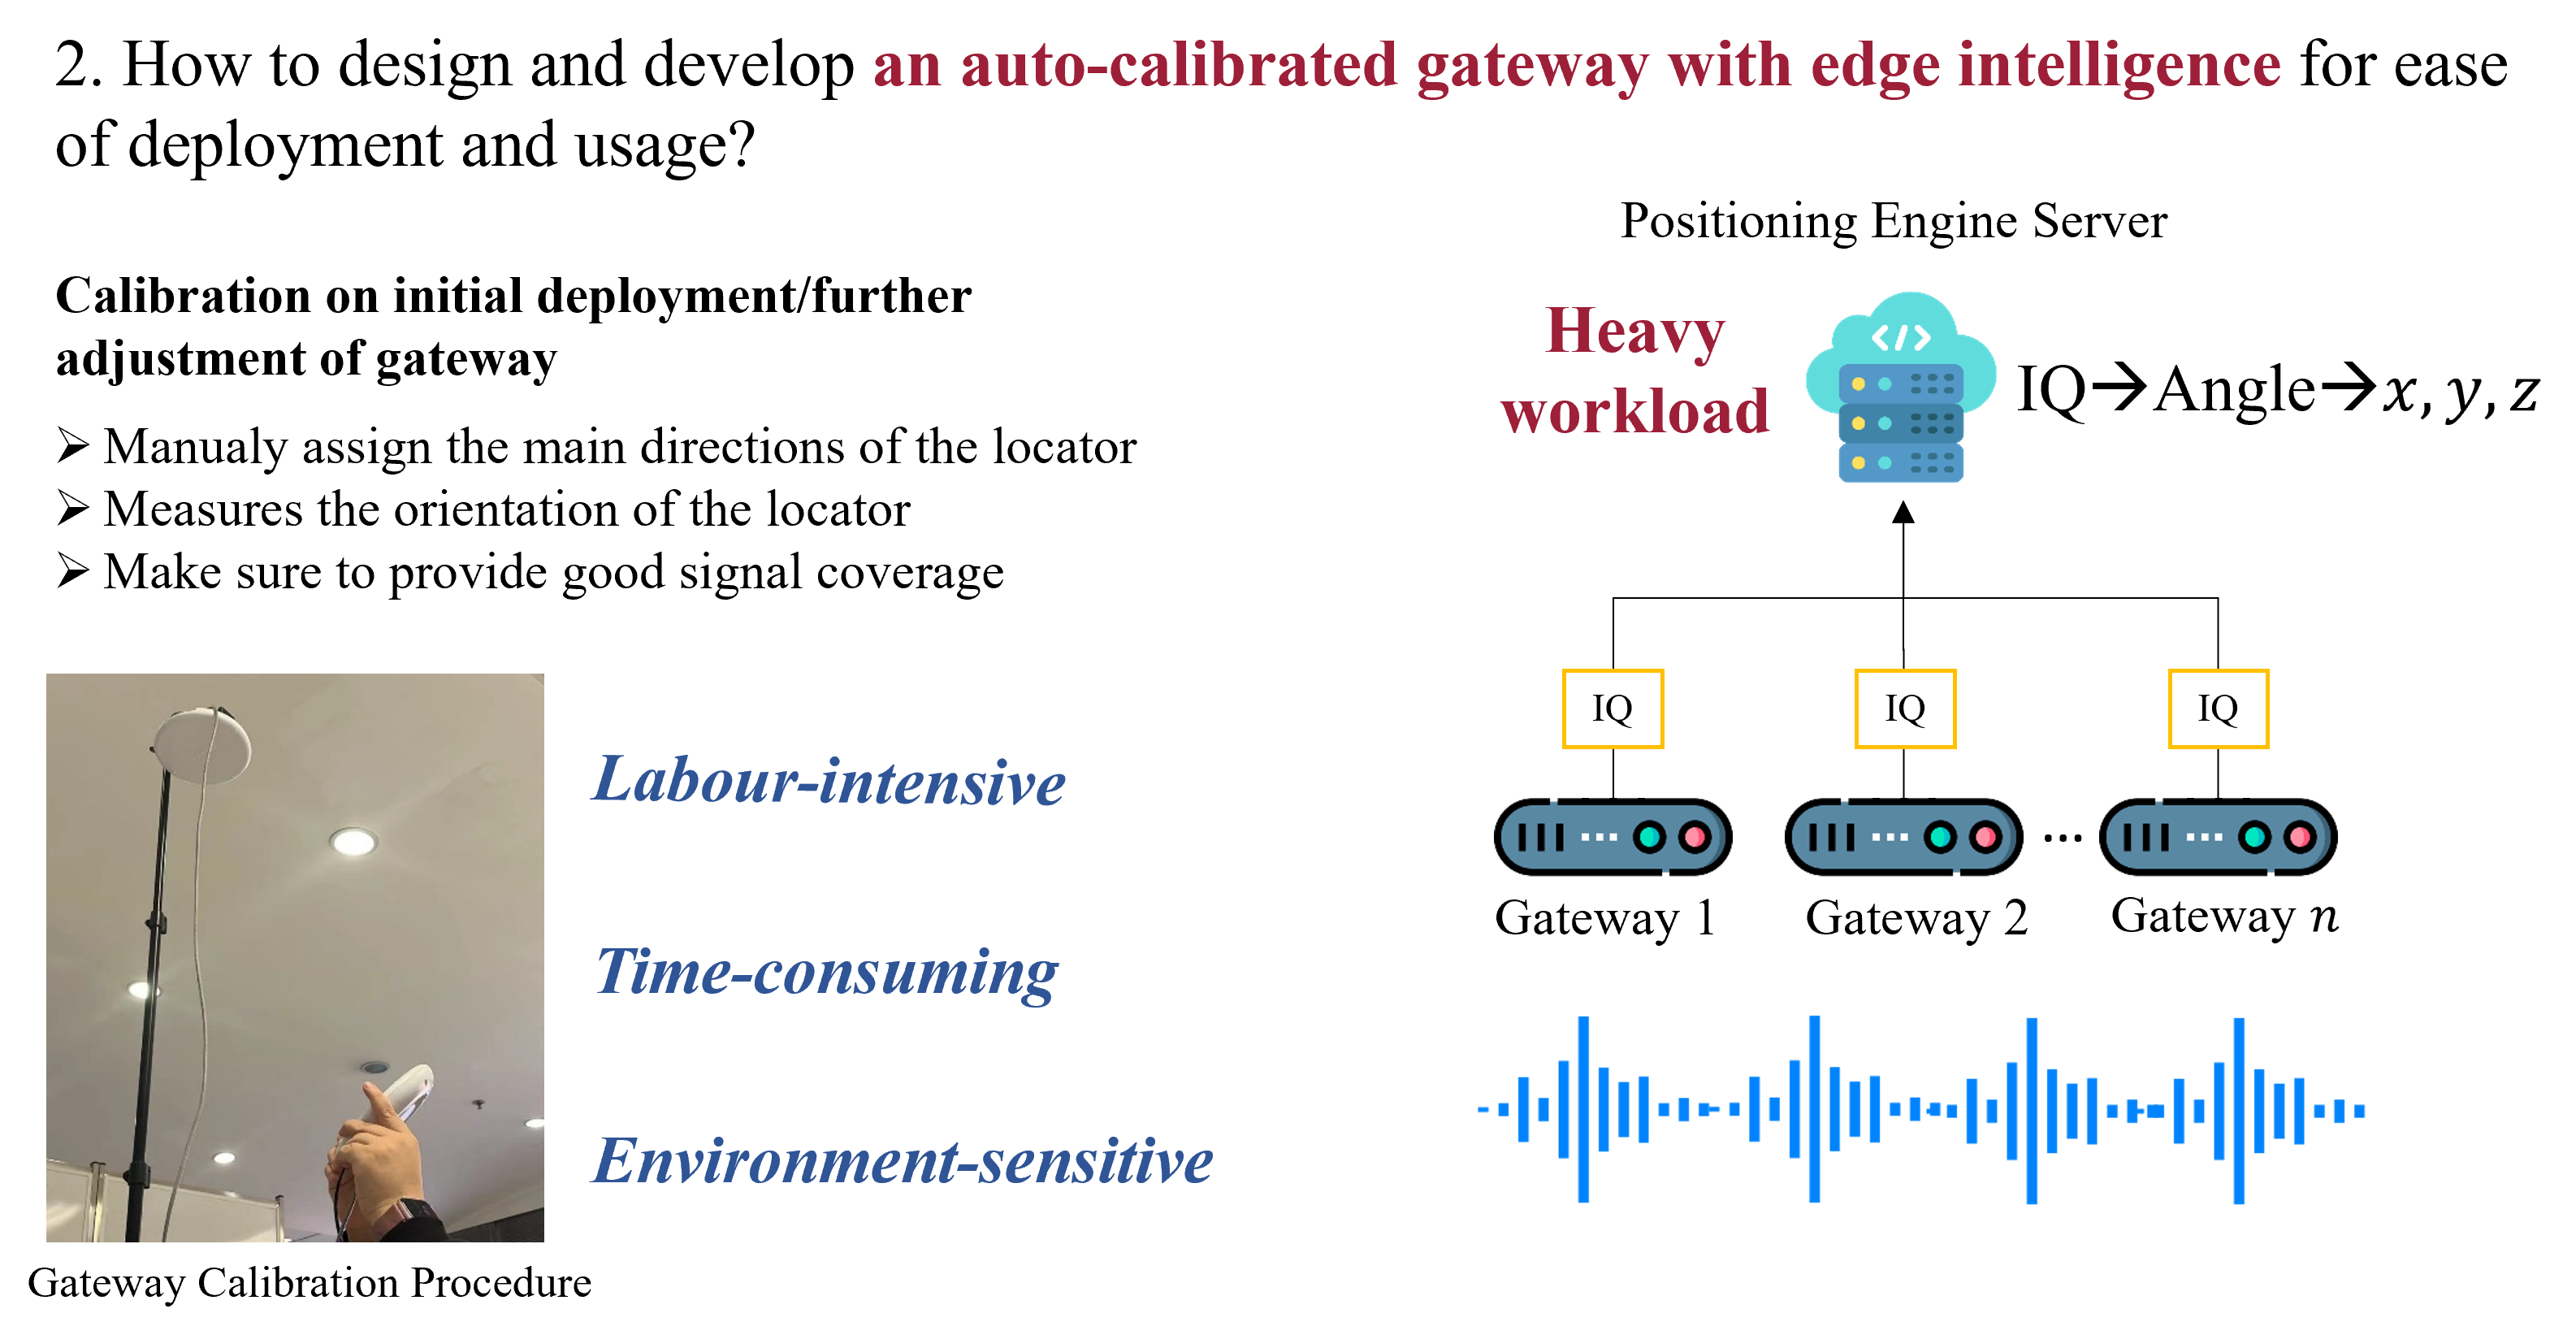 2. How to design and develop an auto-calibrated gateway with edge intelligence for ease
of deployment and usage?
Calibration on initial deployment/further
adjustment of gateway
➢ Manualy assign the main directions of the locator
➢ Measures the orientation of the locator
➢ Make sure to provide good signal coverage
Labour-intensive
Time-consuming
Environment-sensitive
Gateway Calibration Procedure
Positioning Engine Server
Heavy
workload
</>
IQ→Angle→x, y, z
IQ
IQ
IQ
...
Gateway 1
Gateway 2
Gateway n